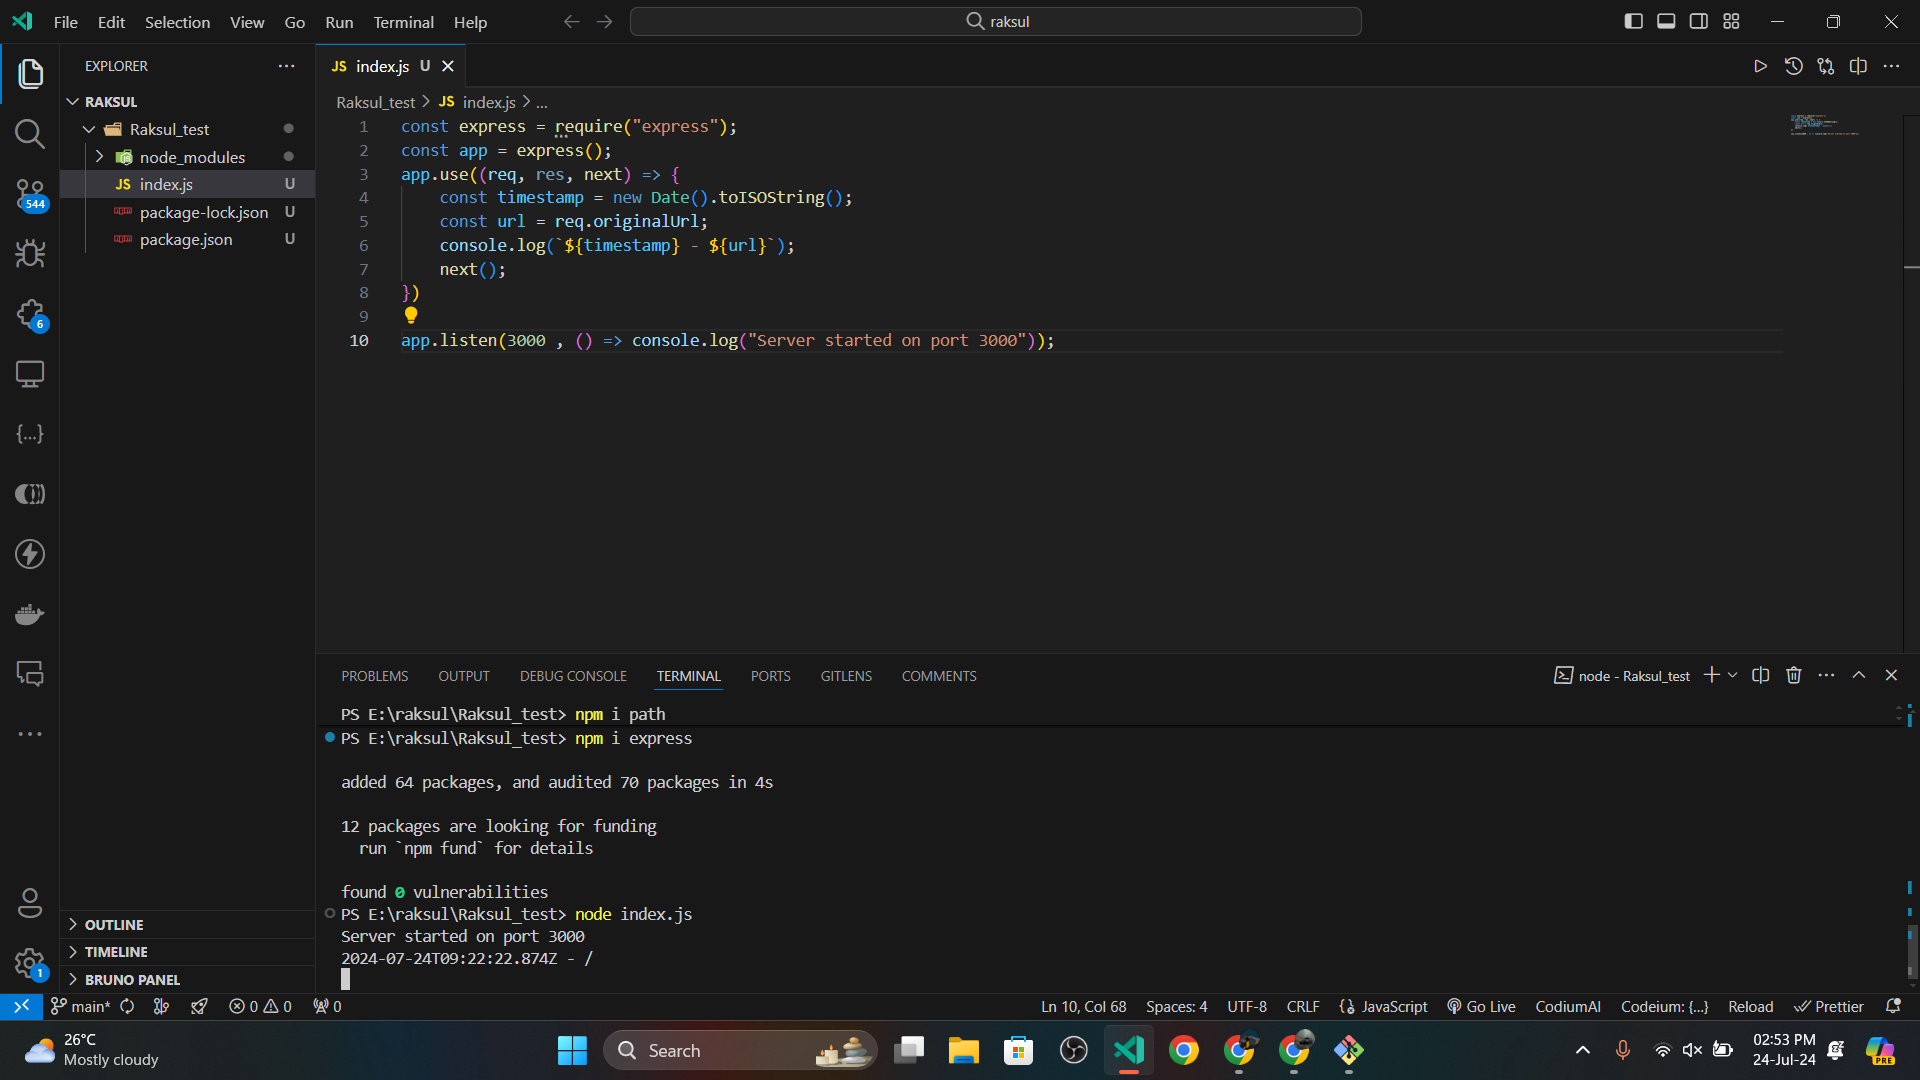 File Edit Selection View Go Run Terminal Help
raksul
EXPLORER
RAKSUL
Raksul_test
node_modules
JS index.js U
package-lock.json U
package.json U
544
6
1
OUTLINE
TIMELINE
BRUNO PANEL
JS index.js U
Raksul_test > JS index.js > ...
1 const express = require("express");
2 const app = express();
3 app.use((req, res, next) => {
4 const timestamp = new Date().toISOString();
5 const url = req.originalUrl;
6 console.log(`${timestamp} - ${url}`);
7 next();
8 })
9
10 app.listen(3000 , () => console.log("Server started on port 3000"));
PROBLEMS OUTPUT DEBUG CONSOLE TERMINAL PORTS GITLENS COMMENTS
node - Raksul_test
PS E:\raksul\Raksul_test> npm i path
PS E:\raksul\Raksul_test> npm i express
added 64 packages, and audited 70 packages in 4s
12 packages are looking for funding
run `npm fund` for details
found 0 vulnerabilities
PS E:\raksul\Raksul_test> node index.js
Server started on port 3000
2024-07-24T09:22:22.874Z - /
main* 0 0 0
Ln 10, Col 68 Spaces: 4 UTF-8 CRLF JavaScript Go Live CodiumAI Codeium: {...} Reload Prettier
26°C
Mostly cloudy
Search
02:53 PM
24-Jul-24
PRE